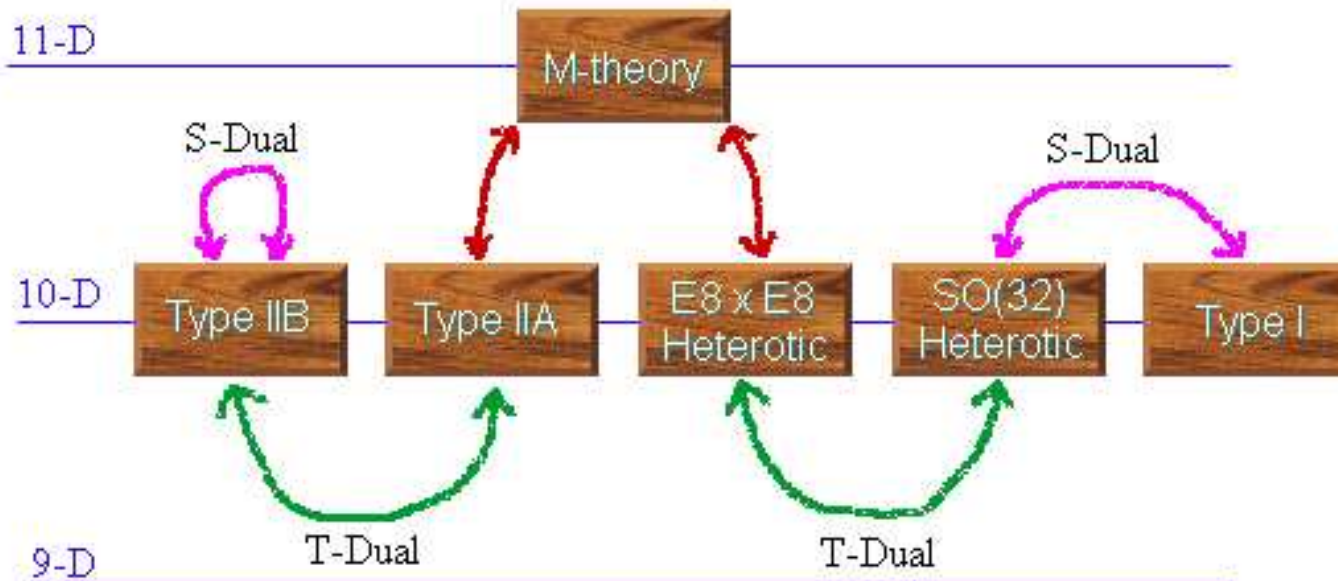 11-D
M-theory
S-Dual
S-Dual
10-D
Type IIB
Type IIA
E8 x E8
Heterotic
SO(32)
Heterotic
Type I
T-Dual
T-Dual
9-D